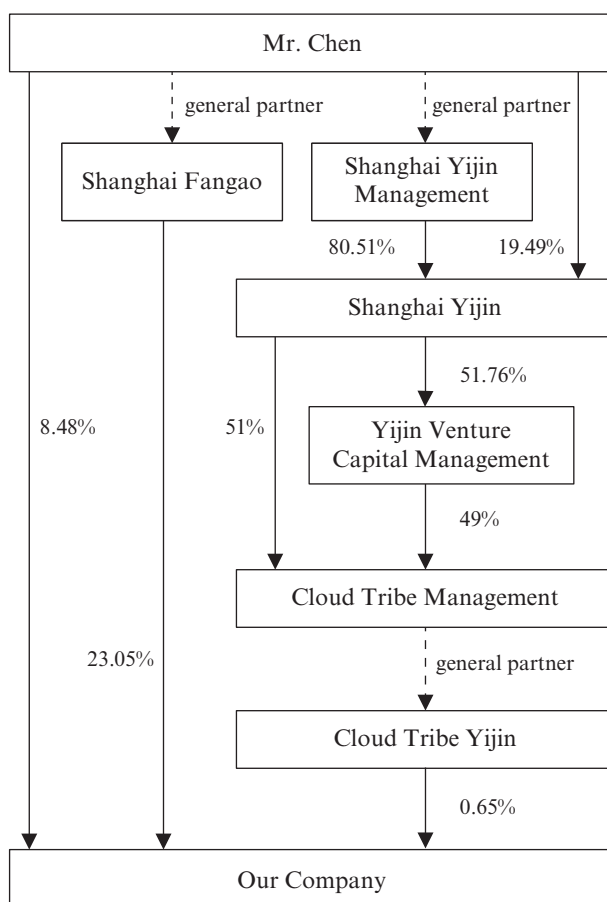 Mr. Chen
general partner
general partner
Shanghai Fangao
Shanghai Yijin
Management
80.51%
19.49%
Shanghai Yijin
51.76%
8.48%
51%
Yijin Venture
Capital Management
49%
Cloud Tribe Management
23.05%
general partner
Cloud Tribe Yijin
0.65%
Our Company